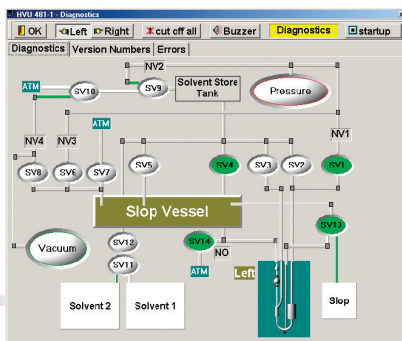 HVU 481-1 - Diagnostics
OK Left Right cut off all Buzzer Diagnostics startup
Diagnostics Version Numbers Errors
NV2
ATM SV10 SV9 Solvent Store Tank Pressure
ATM
NV4 NV3 NV1
SV8 SV6 SV7 SV5 SV4 SV3 SV2 SV1
Slop Vessel
Vacuum SV12 SV14 NO SV13
SV11 ATM Left
Solvent 2 Solvent 1 Slop